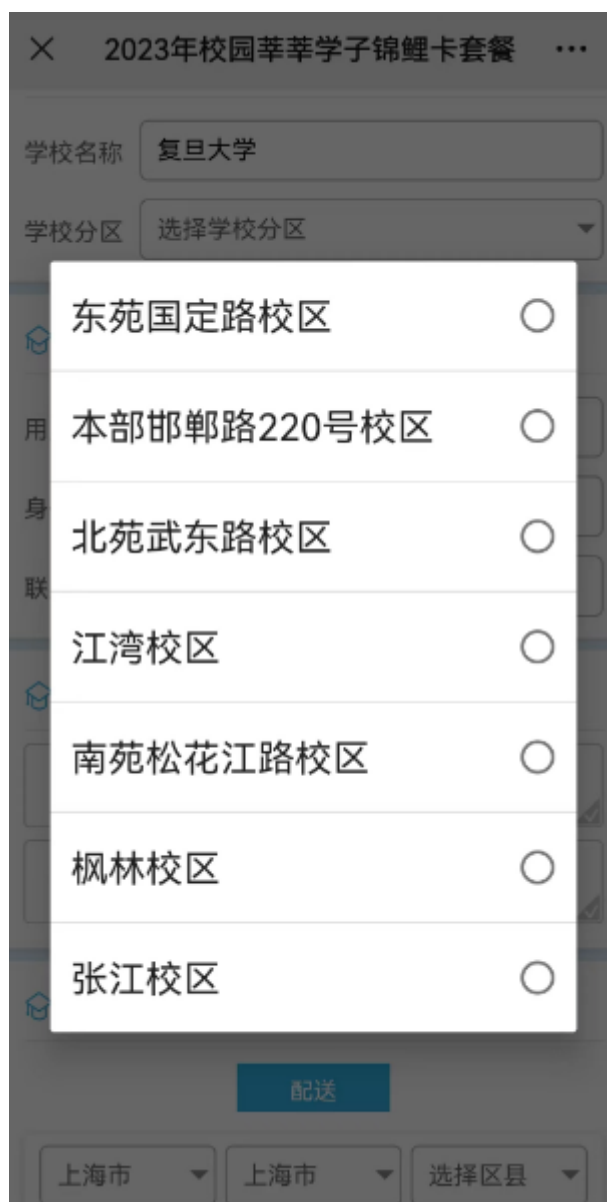 2023年校园莘莘学子锦鲤卡套餐
学校名称 复旦大学
学校分区 选择学校分区
东苑国定路校区
用
本部邯郸路220号校区
身
北苑武东路校区
联
江湾校区
南苑松花江路校区
枫林校区
张江校区
配送
上海市 上海市 选择区县